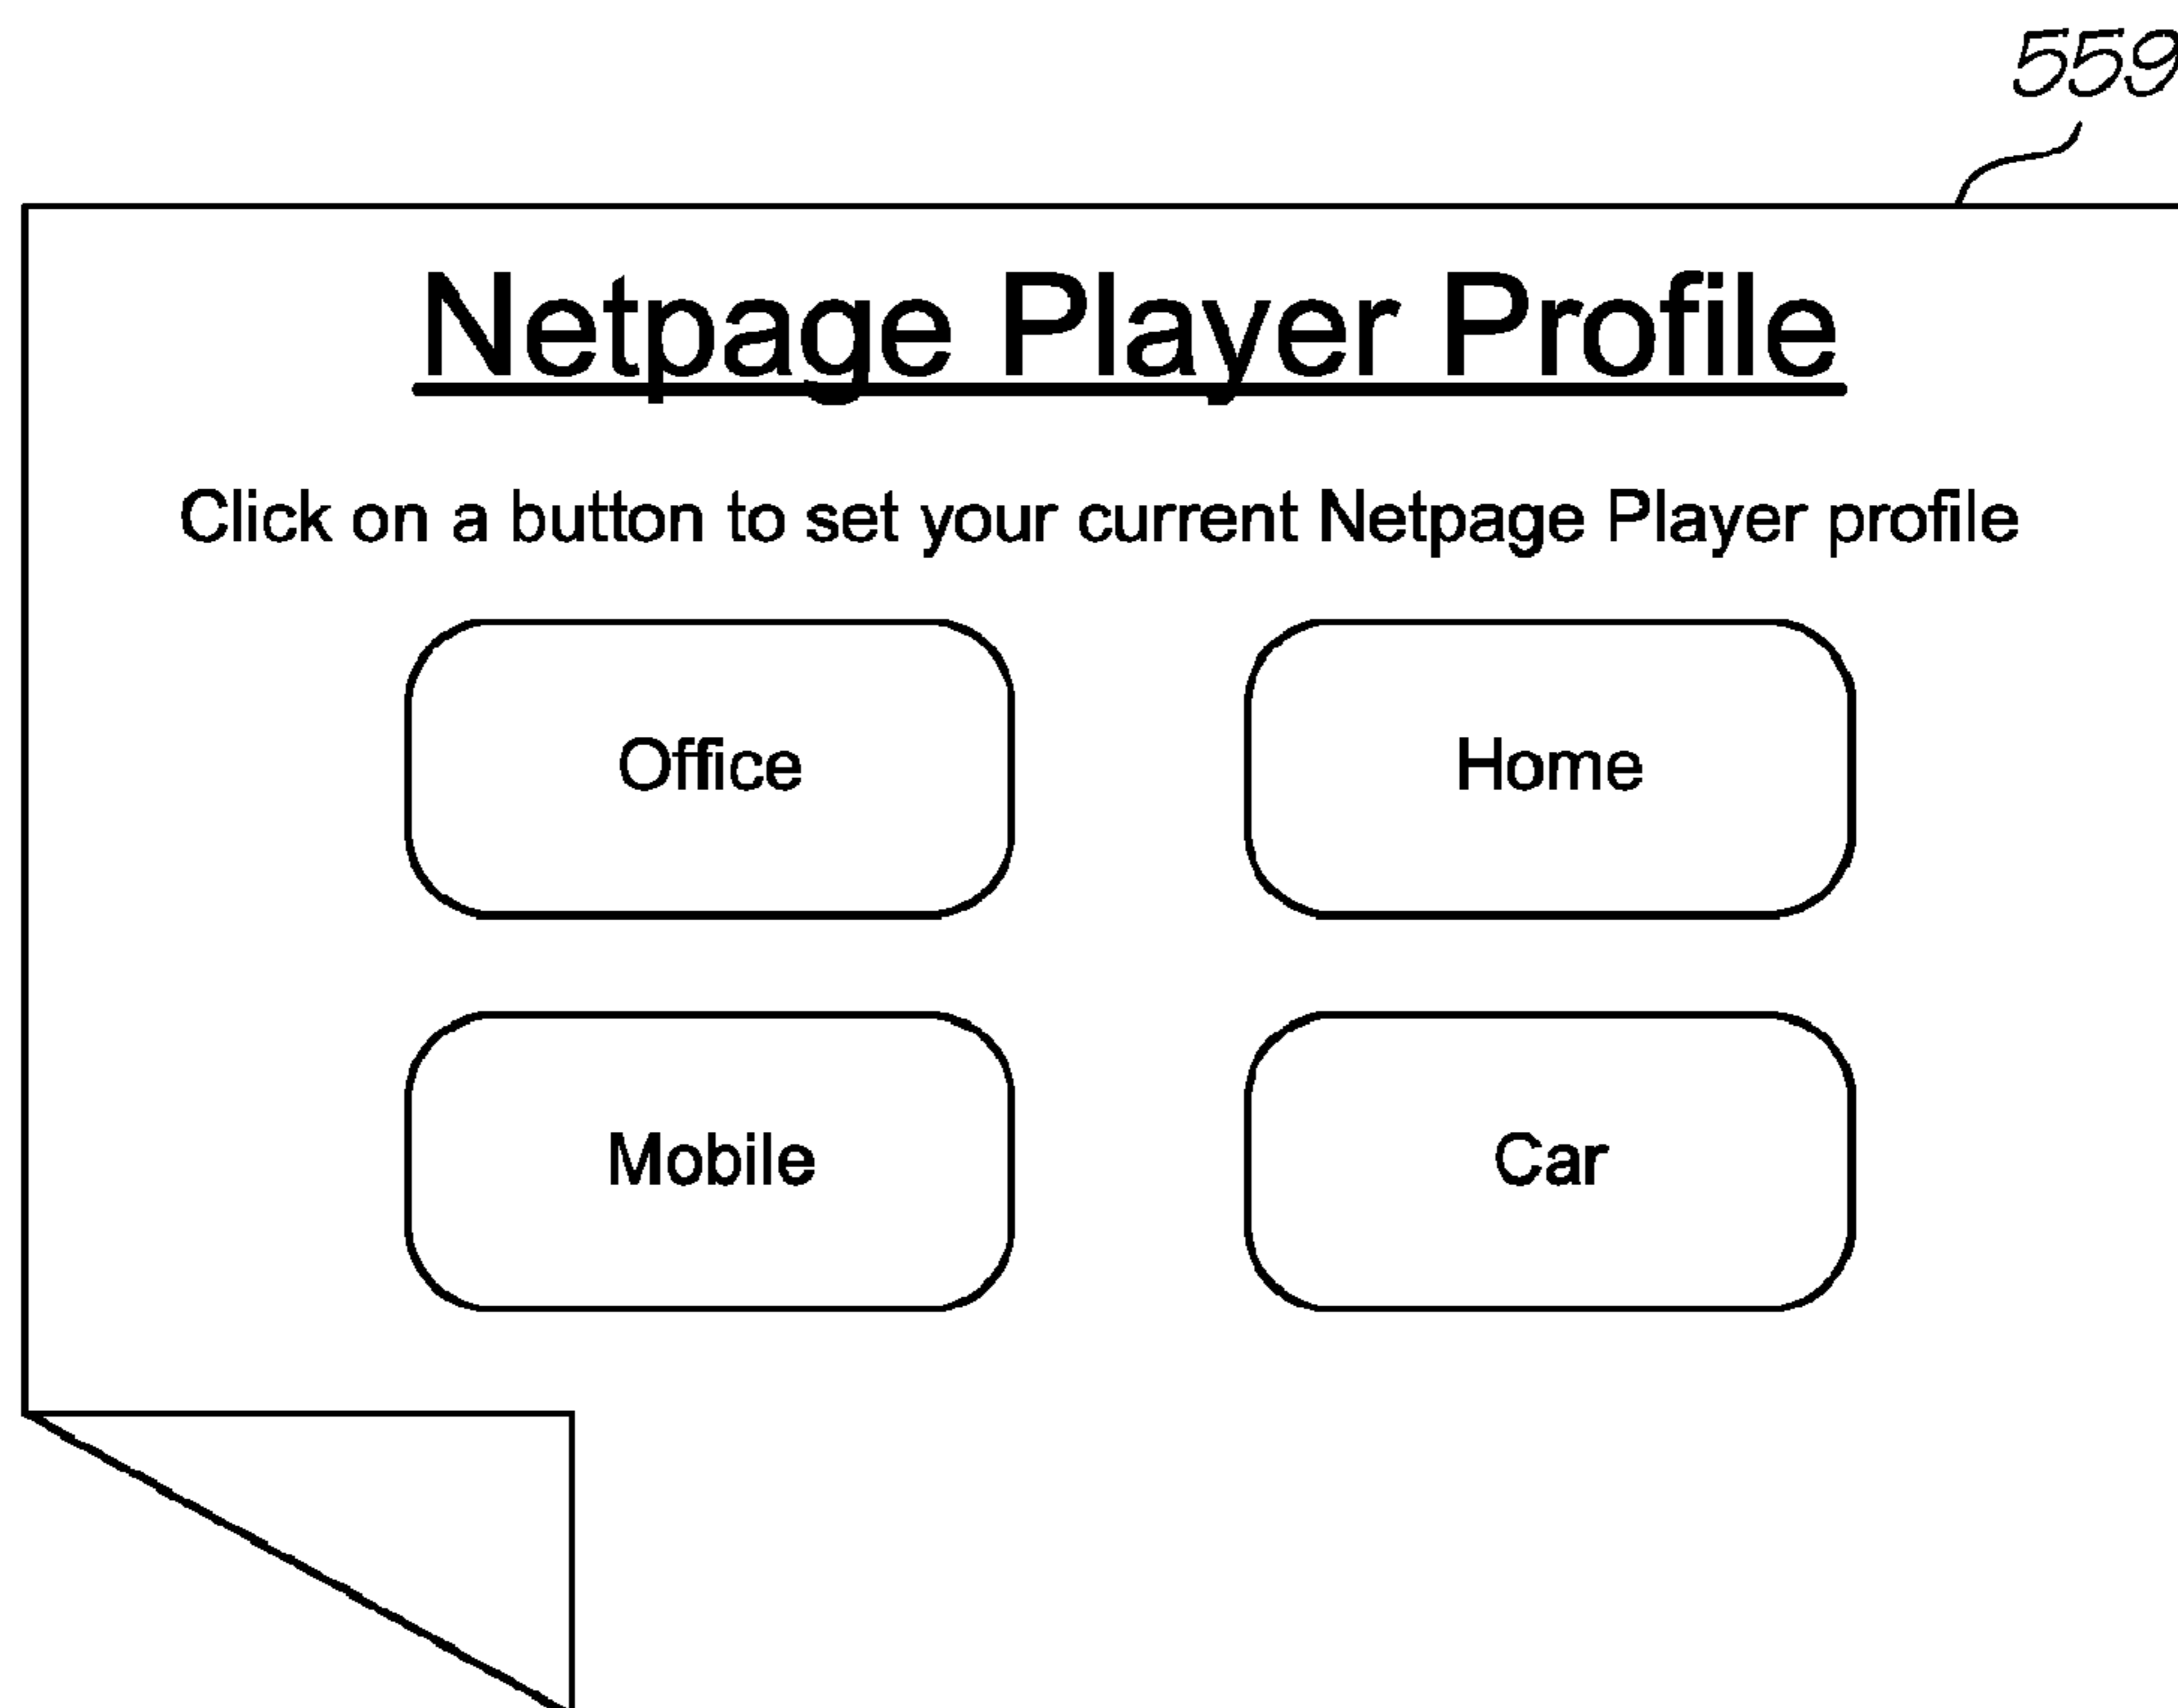 559
Netpage Player Profile
Click on a button to set your current Netpage Player profile
Office Home
Mobile Car